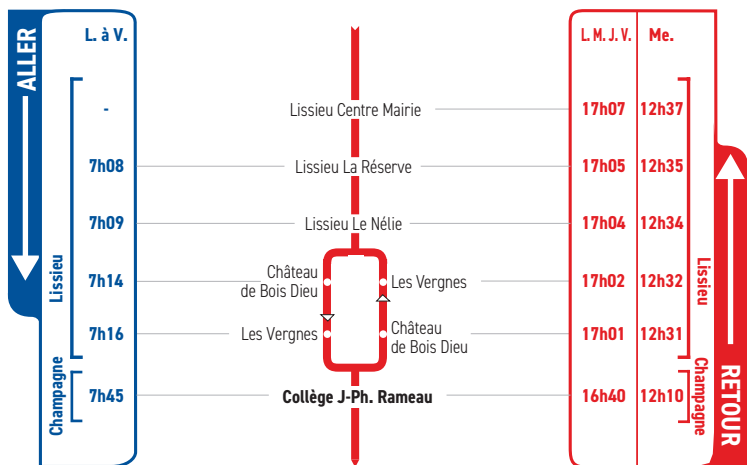 ALLER
L. à V.
L. M. J. V. Me.
- Lissieu Centre Mairie 17h07 12h37
7h08 Lissieu La Réserve 17h05 12h35
7h09 Lissieu Le Nélie 17h04 12h34
Lissieu
7h14 Château
de Bois Dieu
Les Vergnes 17h02 12h32
Lissieu
7h16 Les Vergnes
Château
de Bois Dieu
17h01 12h31
Champagne
7h45 Collège J-Ph. Rameau 16h40 12h10
Champagne
RETOUR